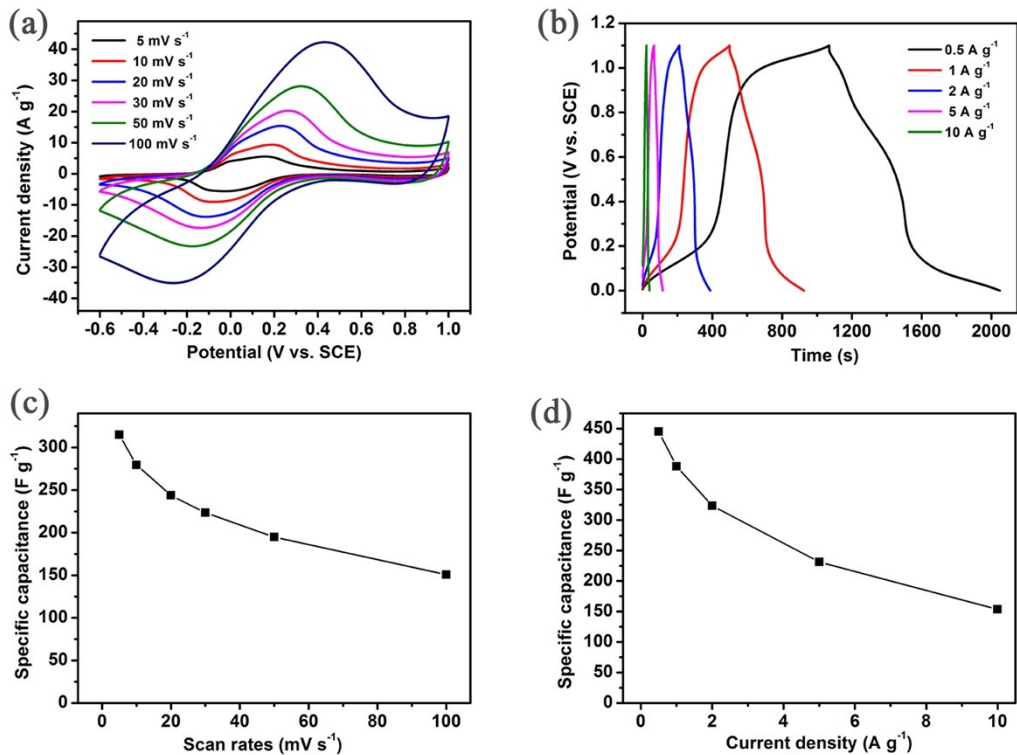 (a)
5 mV s⁻¹
10 mV s⁻¹
20 mV s⁻¹
30 mV s⁻¹
50 mV s⁻¹
100 mV s⁻¹
Current density (A g⁻¹)
40
30
20
10
0
-10
-20
-30
-40
-0.6 -0.4 -0.2 0.0 0.2 0.4 0.6 0.8 1.0
Potential (V vs. SCE)
(b)
0.5 A g⁻¹
1 A g⁻¹
2 A g⁻¹
5 A g⁻¹
10 A g⁻¹
Potential (V vs. SCE)
1.2
1.0
0.8
0.6
0.4
0.2
0.0
0 400 800 1200 1600 2000
Time (s)
(c)
Specific capacitance (F g⁻¹)
300
250
200
150
100
50
0
0 20 40 60 80 100
Scan rates (mV s⁻¹)
(d)
Specific capacitance (F g⁻¹)
450
400
350
300
250
200
150
100
50
0
0 2 4 6 8 10
Current density (A g⁻¹)